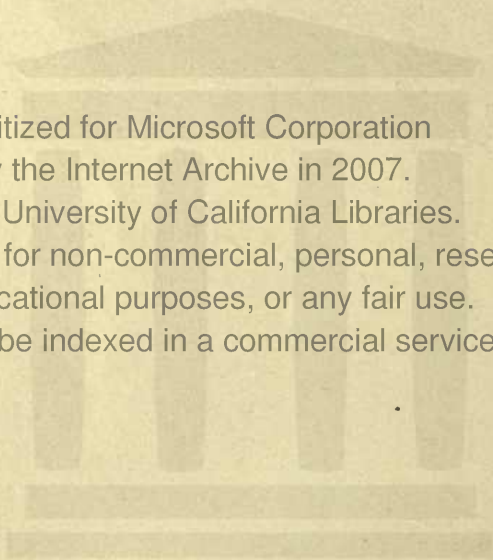 itized for Microsoft Corporation
the Internet Archive in 2007.
University of California Libraries.
for non-commercial, personal, rese
cational purposes, or any fair use.
be indexed in a commercial service